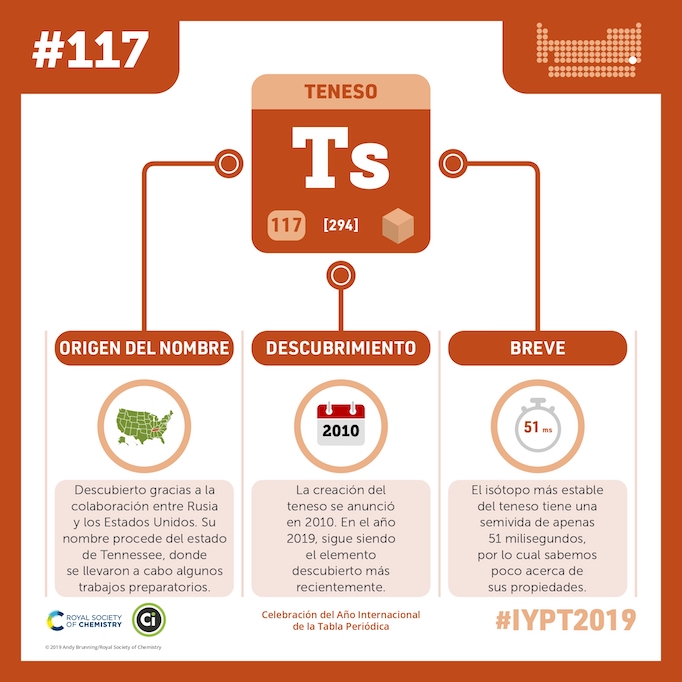 #117
TENESO
Ts
117 [294]
ORIGEN DEL NOMBRE
Descubierto gracias a la
colaboración entre Rusia
y los Estados Unidos. Su
nombre procede del estado
de Tennessee, donde
se llevaron a cabo algunos
trabajos preparatorios.
DESCUBRIMIENTO
2010
La creación del
teneso se anunció
en 2010. En el año
2019, sigue siendo
el elemento
descubierto más
recientemente.
BREVE
51 ms
El isótopo más estable
del teneso tiene una
semivida de apenas
51 milisegundos,
por lo cual sabemos
poco acerca de
sus propiedades.
ROYAL SOCIETY
OF CHEMISTRY
Ci
Celebración del Año Internacional
de la Tabla Periódica
#IYPT2019
© 2019 Andy Brunning/Royal Society of Chemistry